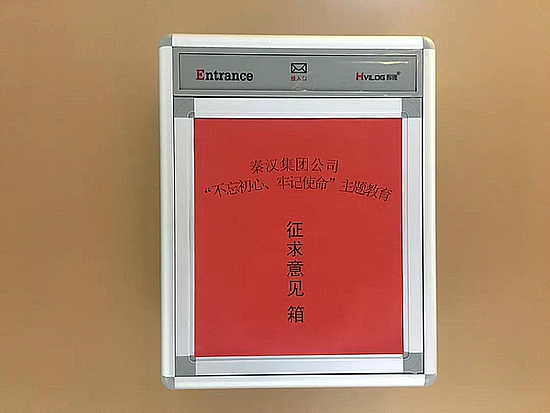 Entrance
投入口
HVILOG
秦汉集团公司
“不忘初心、牢记使命”主题教育
征求意见箱